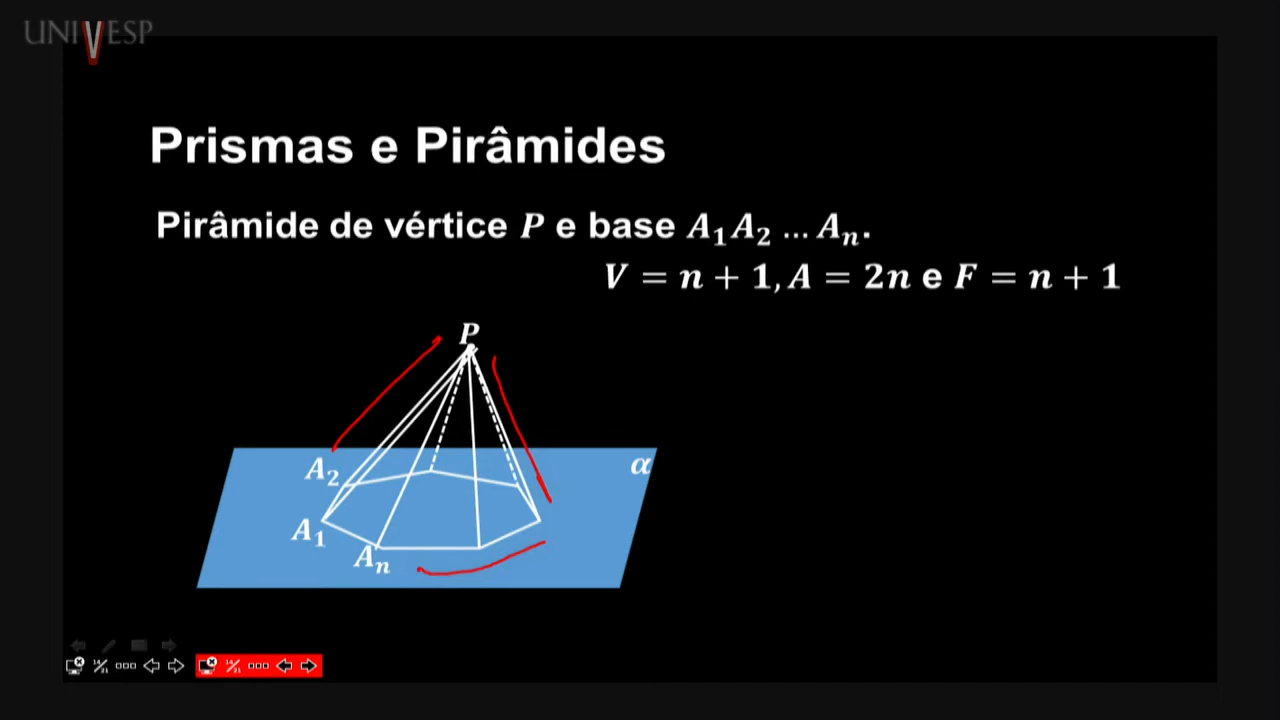 UNIVESP
Prismas e Pirâmides
Pirâmide de vértice P e base A₁A₂ ... Aₙ.
V = n + 1, A = 2n e F = n + 1
P
A₂
α
A₁
Aₙ